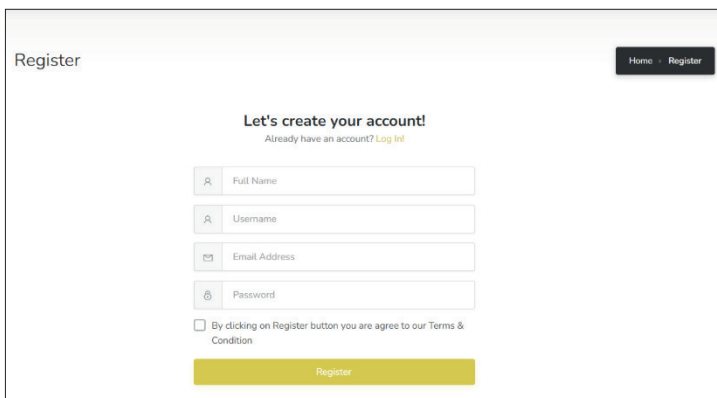 Register
Home › Register
Let's create your account!
Already have an account? Log In!
Full Name
Username
Email Address
Password
By clicking on Register button you are agree to our Terms &
Condition
Register